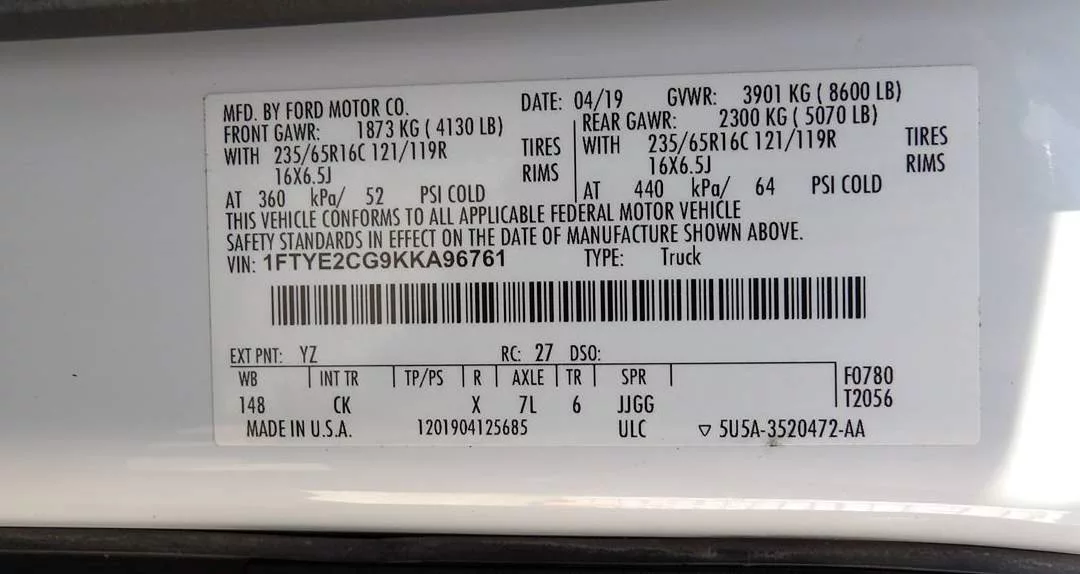 MFD. BY FORD MOTOR CO. DATE: 04/19 GVWR: 3901 KG ( 8600 LB)
FRONT GAWR: 1873 KG ( 4130 LB) REAR GAWR: 2300 KG ( 5070 LB)
WITH 235/65R16C 121/119R TIRES WITH 235/65R16C 121/119R TIRES
16X6.5J RIMS 16X6.5J RIMS
AT 360 kPa/ 52 PSI COLD AT 440 kPa/ 64 PSI COLD
THIS VEHICLE CONFORMS TO ALL APPLICABLE FEDERAL MOTOR VEHICLE
SAFETY STANDARDS IN EFFECT ON THE DATE OF MANUFACTURE SHOWN ABOVE.
VIN: 1FTYE2CG9KKA96761 TYPE: Truck
EXT PNT: YZ RC: 27 DSO:
WB INT TR TP/PS R AXLE TR SPR F0780
148 CK X 7L 6 JJGG T2056
MADE IN U.S.A. 1201904125685 ULC ▽ 5U5A-3520472-AA